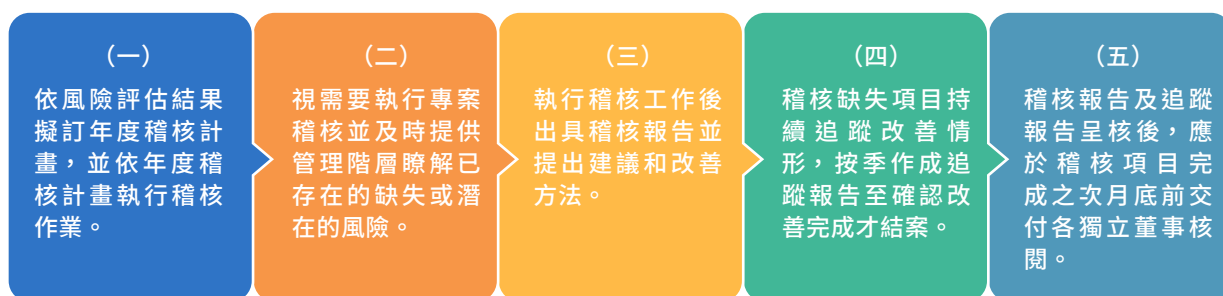 （一）
依風險評估結果
擬訂年度稽核計
畫，並依年度稽
核計畫執行稽核
作業。
（二）
視需要執行專案
稽核並及時提供
管理階層瞭解已
存在的缺失或潛
在的風險。
（三）
執行稽核工作後
出具稽核報告並
提出建議和改善
方法。
（四）
稽核缺失項目持
續追蹤改善情
形，按季作成追
蹤報告至確認改
善完成才結案。
（五）
稽核報告及追蹤
報告呈核後，應
於稽核項目完
成之次月底前交
付各獨立董事核
閱。